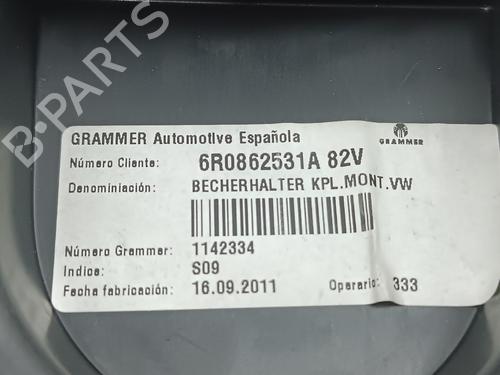 B-PARTS
GRAMMER Automotive Española
GRAMMER
Número Cliente: 6R0862531A 82V
Denominiación: BECHERHALTER KPL.MONT.VW
Número Grammer: 1142334
Indice: S09
Fecha fabricación: 16.09.2011 Operario: 333